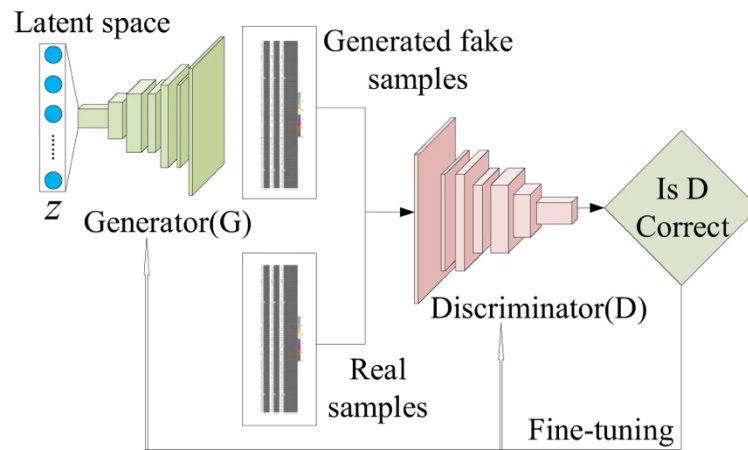 Latent space
Generated fake
samples
......
z
Generator(G)
Is D
Correct
Discriminator(D)
Real
samples
Fine-tuning